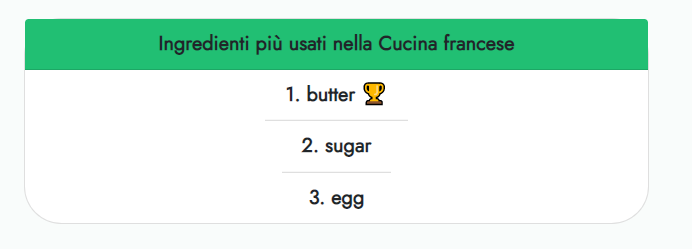 Ingredienti più usati nella Cucina francese
1. butter 🏆
2. sugar
3. egg